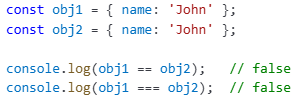 const obj1 = { name: 'John' };
const obj2 = { name: 'John' };
console.log(obj1 == obj2);   // false
console.log(obj1 === obj2);  // false